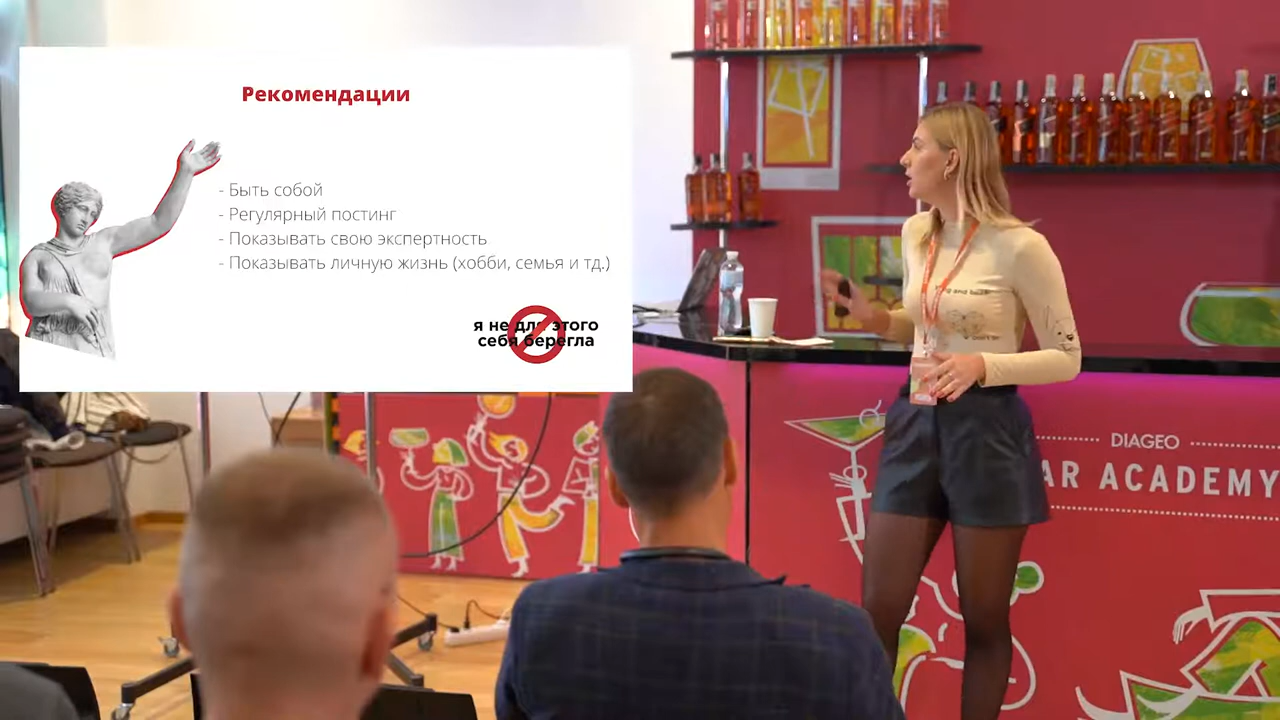 Рекомендации
- Быть собой
- Регулярный постинг
- Показывать свою экспертность
- Показывать личную жизнь (хобби, семья и тд.)
я не для этого
себя берегла
DIAGEO
AR ACADEMY